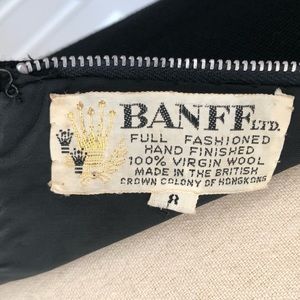 BANFF LTD.
FULL FASHIONED
HAND FINISHED
100% VIRGIN WOOL
MADE IN THE BRITISH
CROWN COLONY OF HONGKONG
8